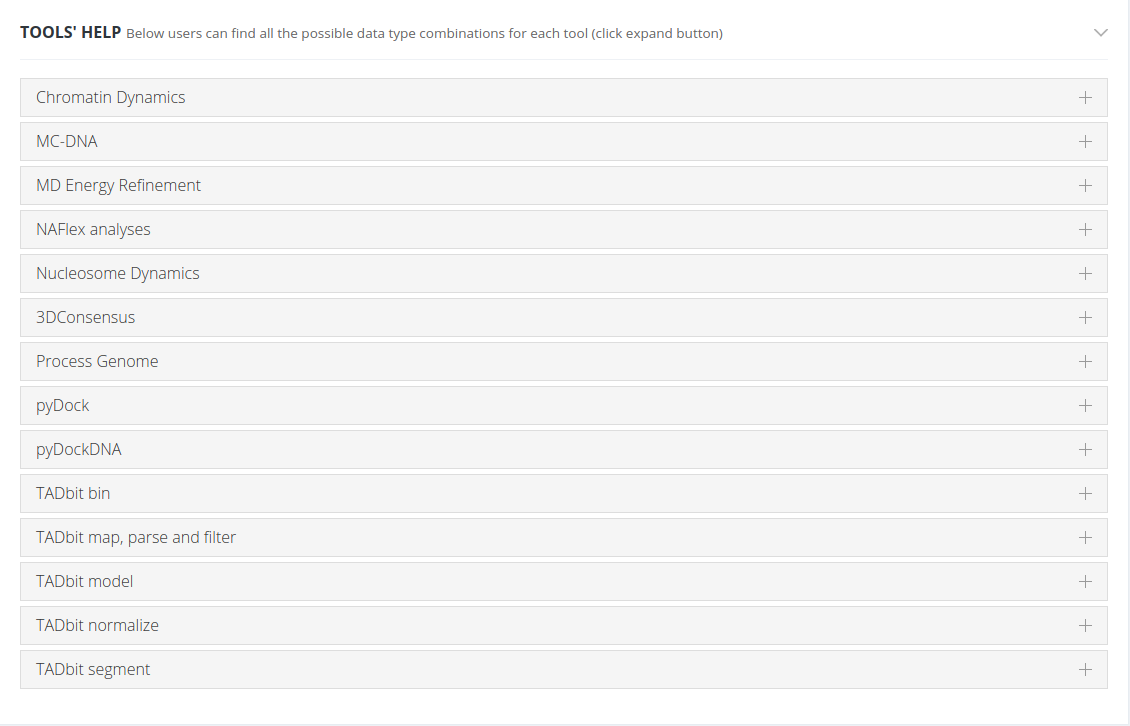 TOOLS' HELP Below users can find all the possible data type combinations for each tool (click expand button)
Chromatin Dynamics
MC-DNA
MD Energy Refinement
NAFlex analyses
Nucleosome Dynamics
3DConsensus
Process Genome
pyDock
pyDockDNA
TADbit bin
TADbit map, parse and filter
TADbit model
TADbit normalize
TADbit segment